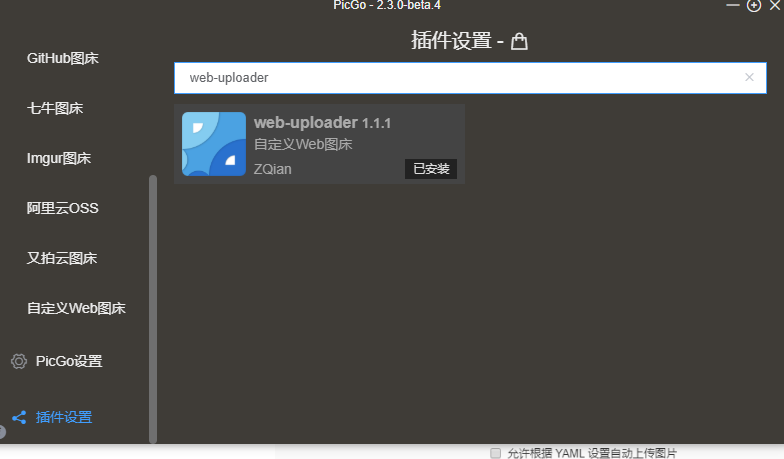 PicGo - 2.3.0-beta.4
GitHub图床
七牛图床
Imgur图床
阿里云OSS
又拍云图床
自定义Web图床
PicGo设置
插件设置
插件设置 -
web-uploader
web-uploader 1.1.1
自定义Web图床
ZQian
已安装
允许根据 YAML 设置自动上传图片